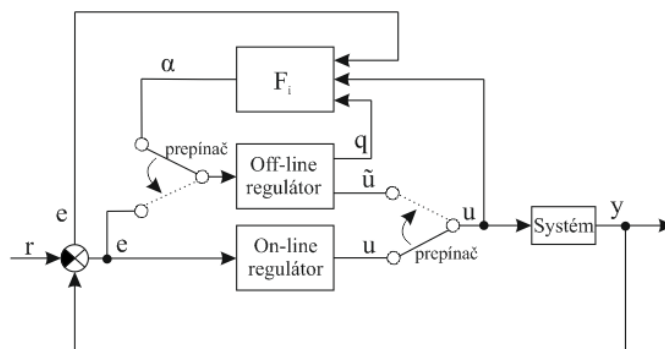 α
F i
prepínač
q
Off-line
regulátor
ũ
e
r
e
On-line
regulátor
u
prepínač
u
Systém
y